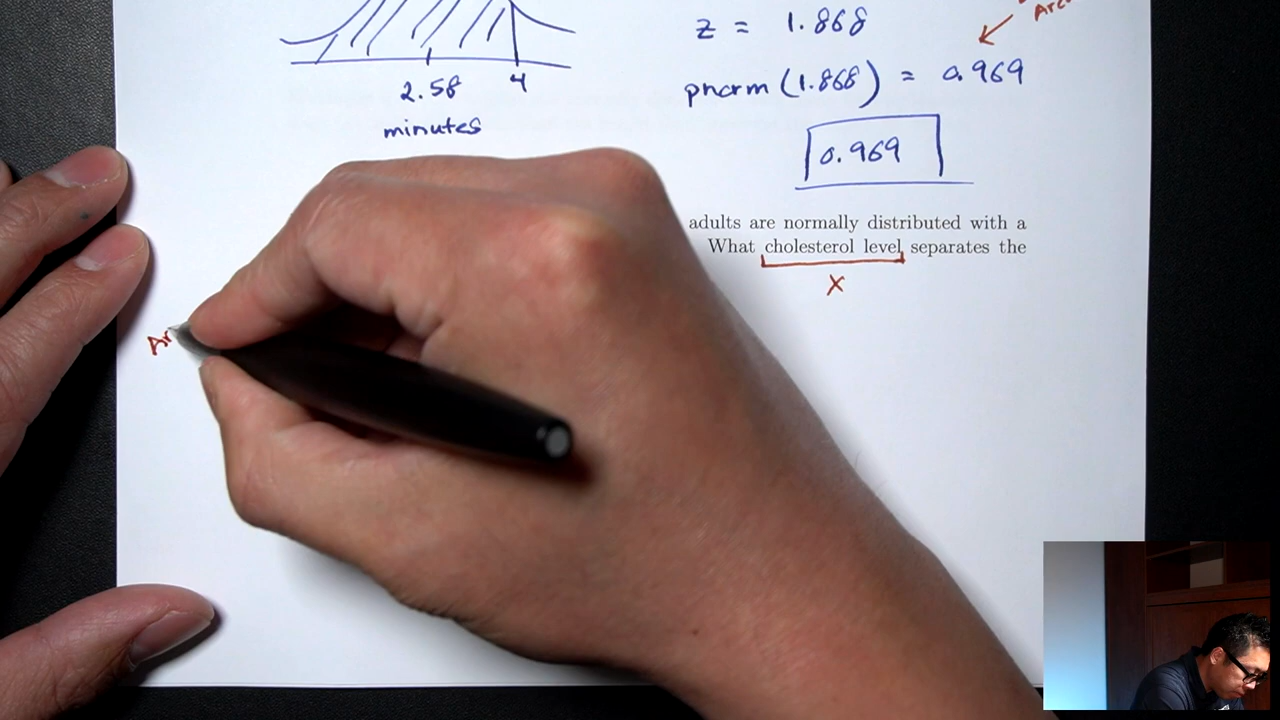 z = 1.868
pnorm (1.868) = 0.969
2.58 4
minutes
0.969
adults are normally distributed with a
What cholesterol level separates the
X
Ar